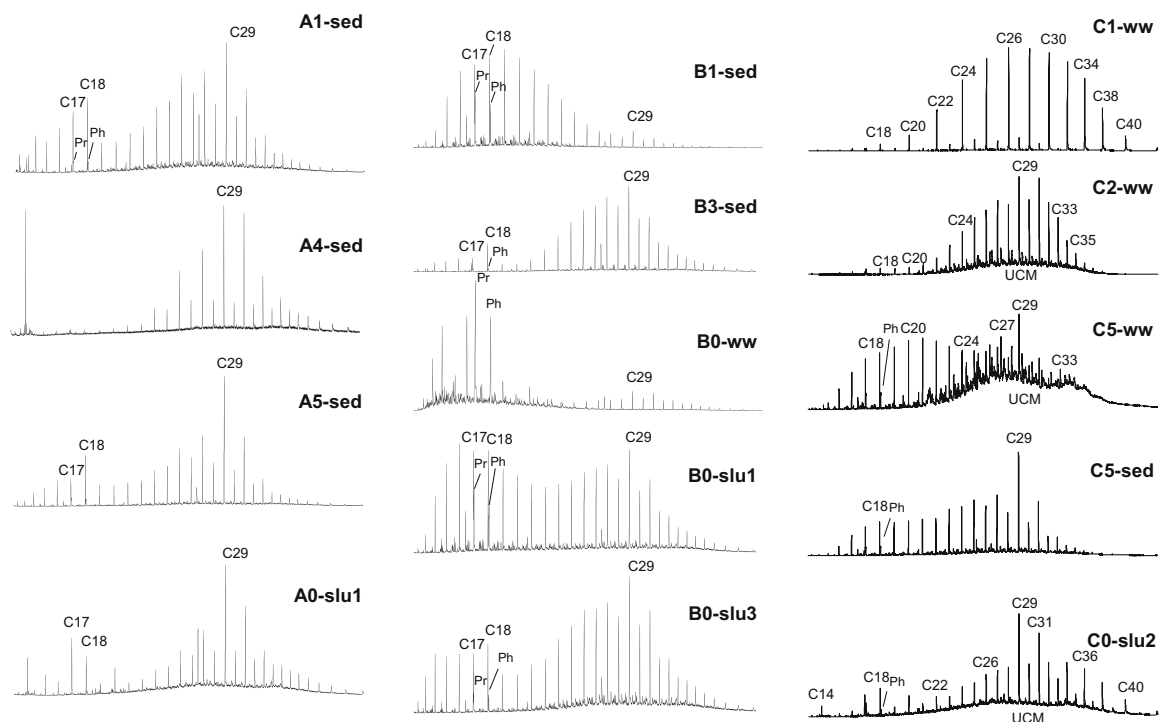 A1-sed
C29
C18
C17
Pr
Ph
A4-sed
C29
A5-sed
C29
C18
C17
A0-slu1
C29
C17
C18
B1-sed
C18
C17
Pr
Ph
C29
B3-sed
C29
C18
C17
Ph
B0-ww
Pr
Ph
C29
B0-slu1
C17
C18
Pr
Ph
C29
B0-slu3
C29
C18
C17
Ph
Pr
C1-ww
C26
C30
C24
C34
C22
C38
C20
C18
C40
C2-ww
C29
C24
C33
C18
C20
C35
UCM
C5-ww
C29
Ph
C20
C27
C18
C24
C33
UCM
C5-sed
C29
C18
Ph
C0-slu2
C29
C31
C26
C36
C18
Ph
C22
C14
C40
UCM